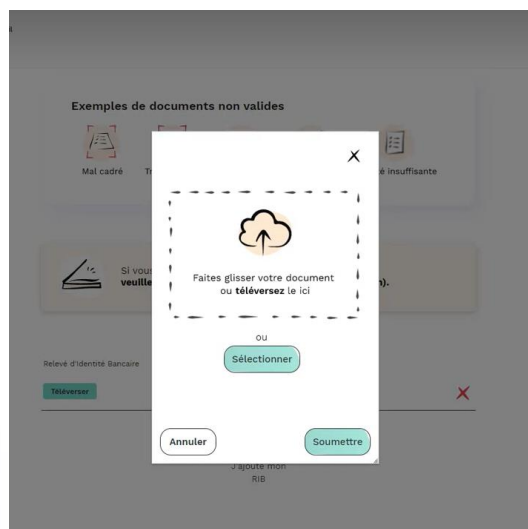 Exemples de documents non valides
Mal cadré
é insuffisante
Faites glisser votre document
ou téléversez le ici
Si vous
veuille
n).
ou
Sélectionner
Relevé d'Identité Bancaire
Téléverser
Annuler
Soumettre
J'ajoute mon
RIB